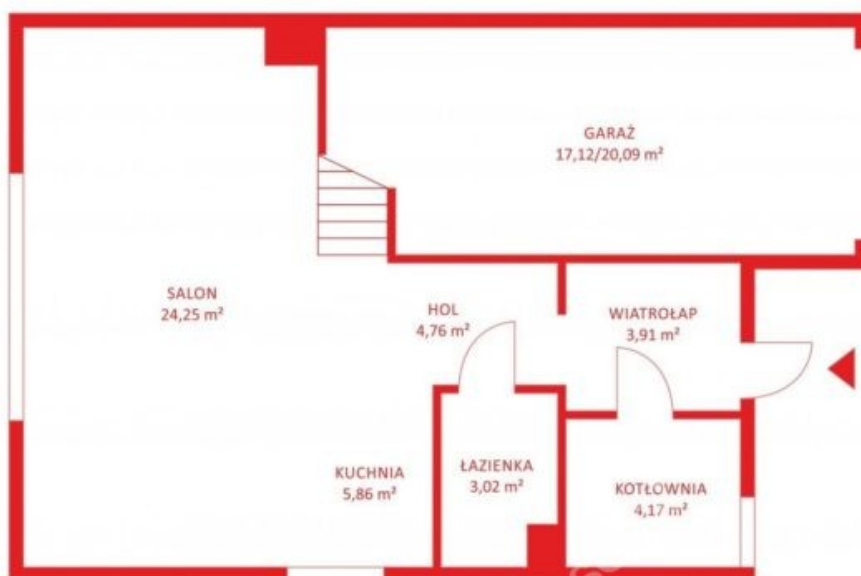 GARAŻ
17,12/20,09 m²
SALON
24,25 m²
HOL
4,76 m²
WIATROŁAP
3,91 m²
KUCHNIA
5,86 m²
ŁAZIENKA
3,02 m²
KOTŁOWNIA
4,17 m²